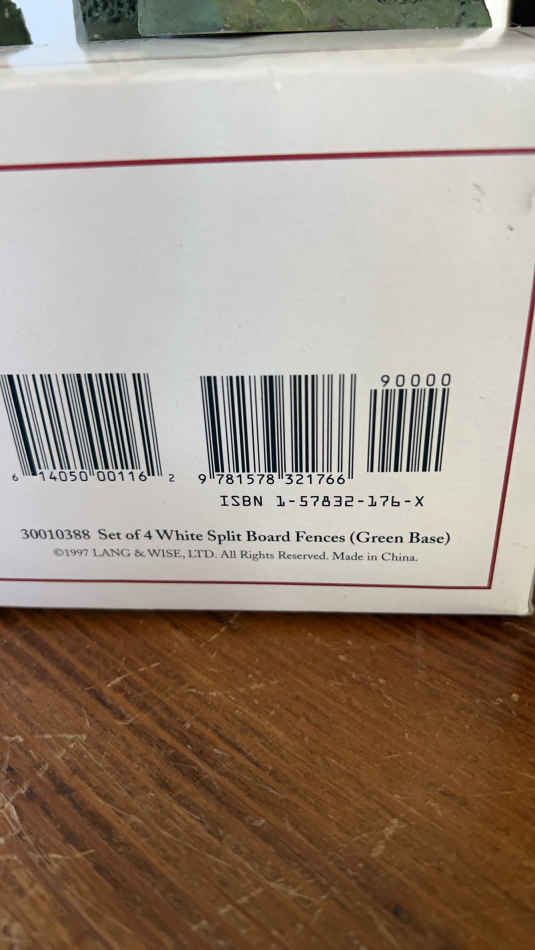 90000
6 14050 00116 2
9 781578 321766
ISBN 1-57832-176-X
30010388 Set of 4 White Split Board Fences (Green Base)
©1997 LANG & WISE, LTD. All Rights Reserved. Made in China.